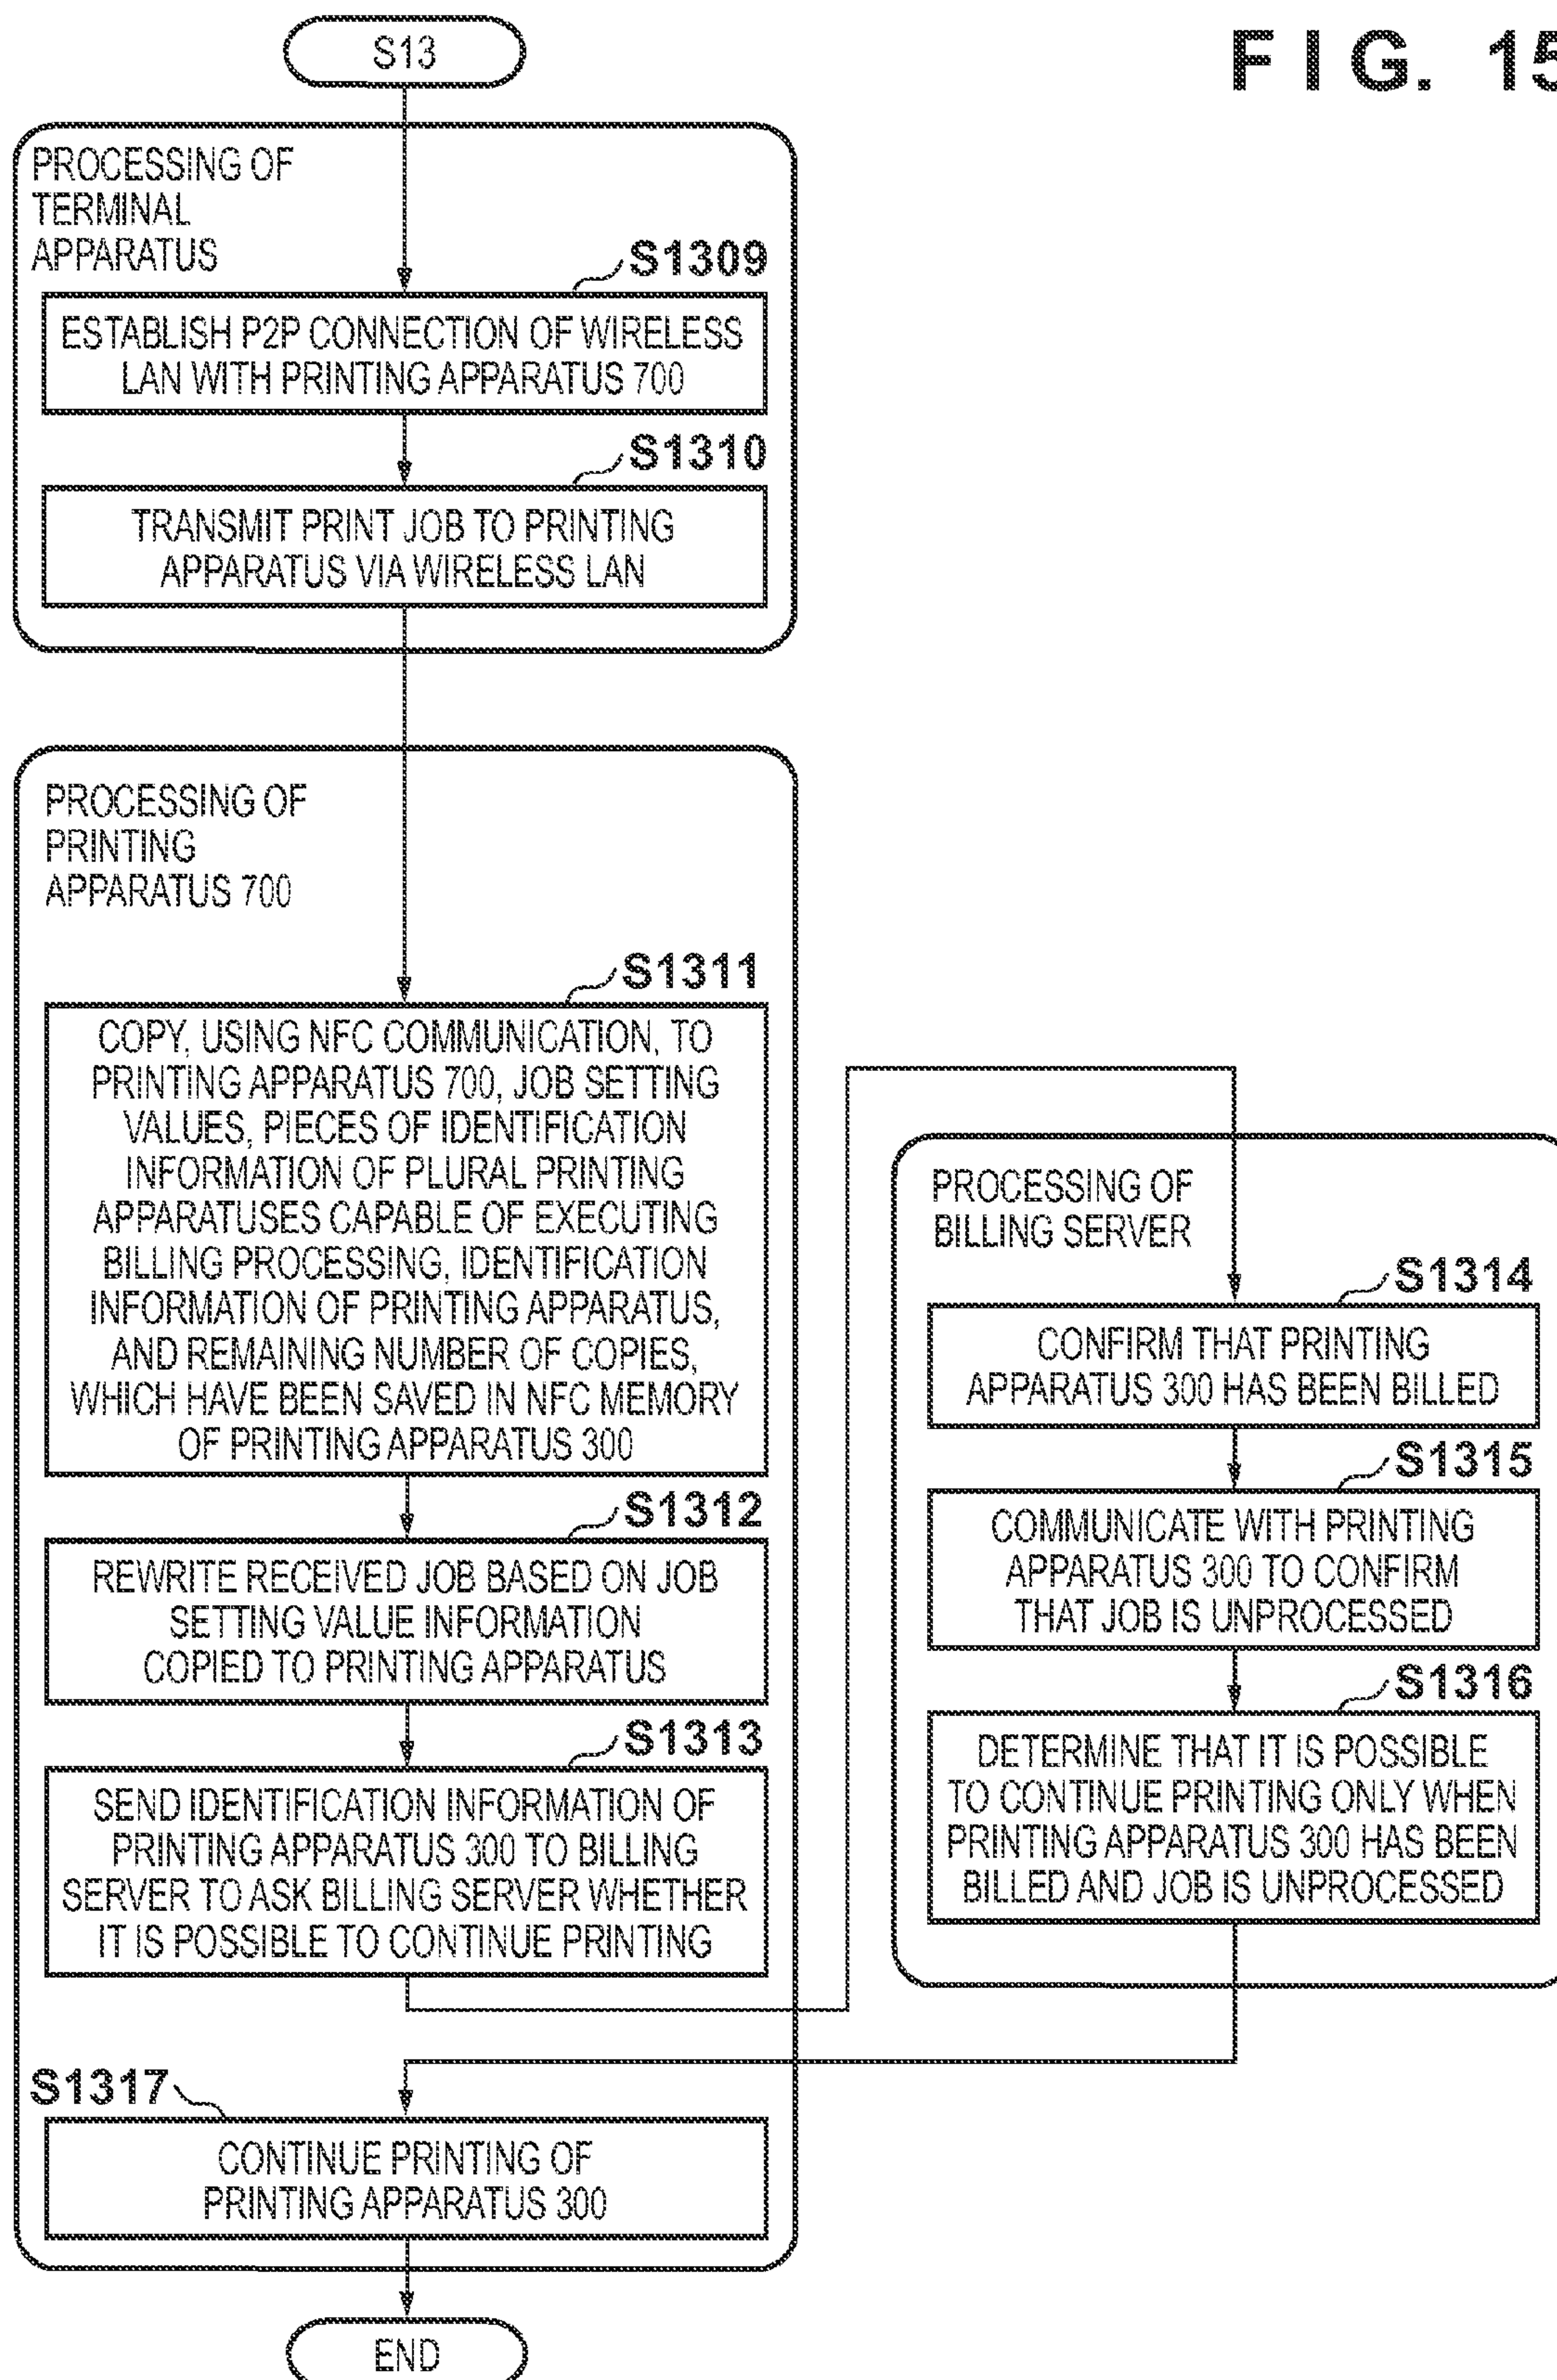 FIG. 15
S13
PROCESSING OF
TERMINAL
APPARATUS
S1309
ESTABLISH P2P CONNECTION OF WIRELESS
LAN WITH PRINTING APPARATUS 700
S1310
TRANSMIT PRINT JOB TO PRINTING
APPARATUS VIA WIRELESS LAN
PROCESSING OF
PRINTING
APPARATUS 700
S1311
COPY, USING NFC COMMUNICATION, TO
PRINTING APPARATUS 700, JOB SETTING
VALUES, PIECES OF IDENTIFICATION
INFORMATION OF PLURAL PRINTING
APPARATUSES CAPABLE OF EXECUTING
BILLING PROCESSING, IDENTIFICATION
INFORMATION OF PRINTING APPARATUS,
AND REMAINING NUMBER OF COPIES,
WHICH HAVE BEEN SAVED IN NFC MEMORY
OF PRINTING APPARATUS 300
S1312
REWRITE RECEIVED JOB BASED ON JOB
SETTING VALUE INFORMATION
COPIED TO PRINTING APPARATUS
S1313
SEND IDENTIFICATION INFORMATION OF
PRINTING APPARATUS 300 TO BILLING
SERVER TO ASK BILLING SERVER WHETHER
IT IS POSSIBLE TO CONTINUE PRINTING
PROCESSING OF
BILLING SERVER
S1314
CONFIRM THAT PRINTING
APPARATUS 300 HAS BEEN BILLED
S1315
COMMUNICATE WITH PRINTING
APPARATUS 300 TO CONFIRM
THAT JOB IS UNPROCESSED
S1316
DETERMINE THAT IT IS POSSIBLE
TO CONTINUE PRINTING ONLY WHEN
PRINTING APPARATUS 300 HAS BEEN
BILLED AND JOB IS UNPROCESSED
S1317
CONTINUE PRINTING OF
PRINTING APPARATUS 300
END